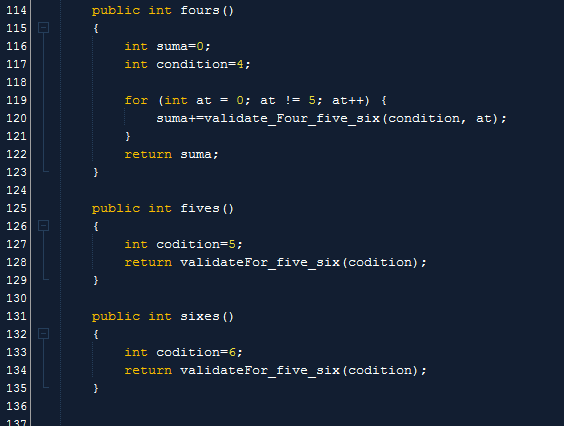 114 public int fours()
115 {
116 int suma=0;
117 int condition=4;
118
119 for (int at = 0; at != 5; at++) {
120 suma+=validate_Four_five_six(condition, at);
121 }
122 return suma;
123 }
124
125 public int fives()
126 {
127 int codition=5;
128 return validateFor_five_six(codition);
129 }
130
131 public int sixes()
132 {
133 int codition=6;
134 return validateFor_five_six(codition);
135 }
136
137